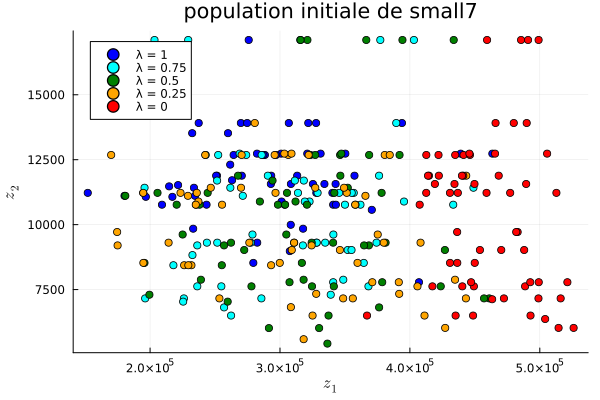 population initiale de small7
λ = 1
λ = 0.75
λ = 0.5
λ = 0.25
λ = 0
15000
12500
10000
7500
z₂
2.0×10⁵ 3.0×10⁵ 4.0×10⁵ 5.0×10⁵
z₁